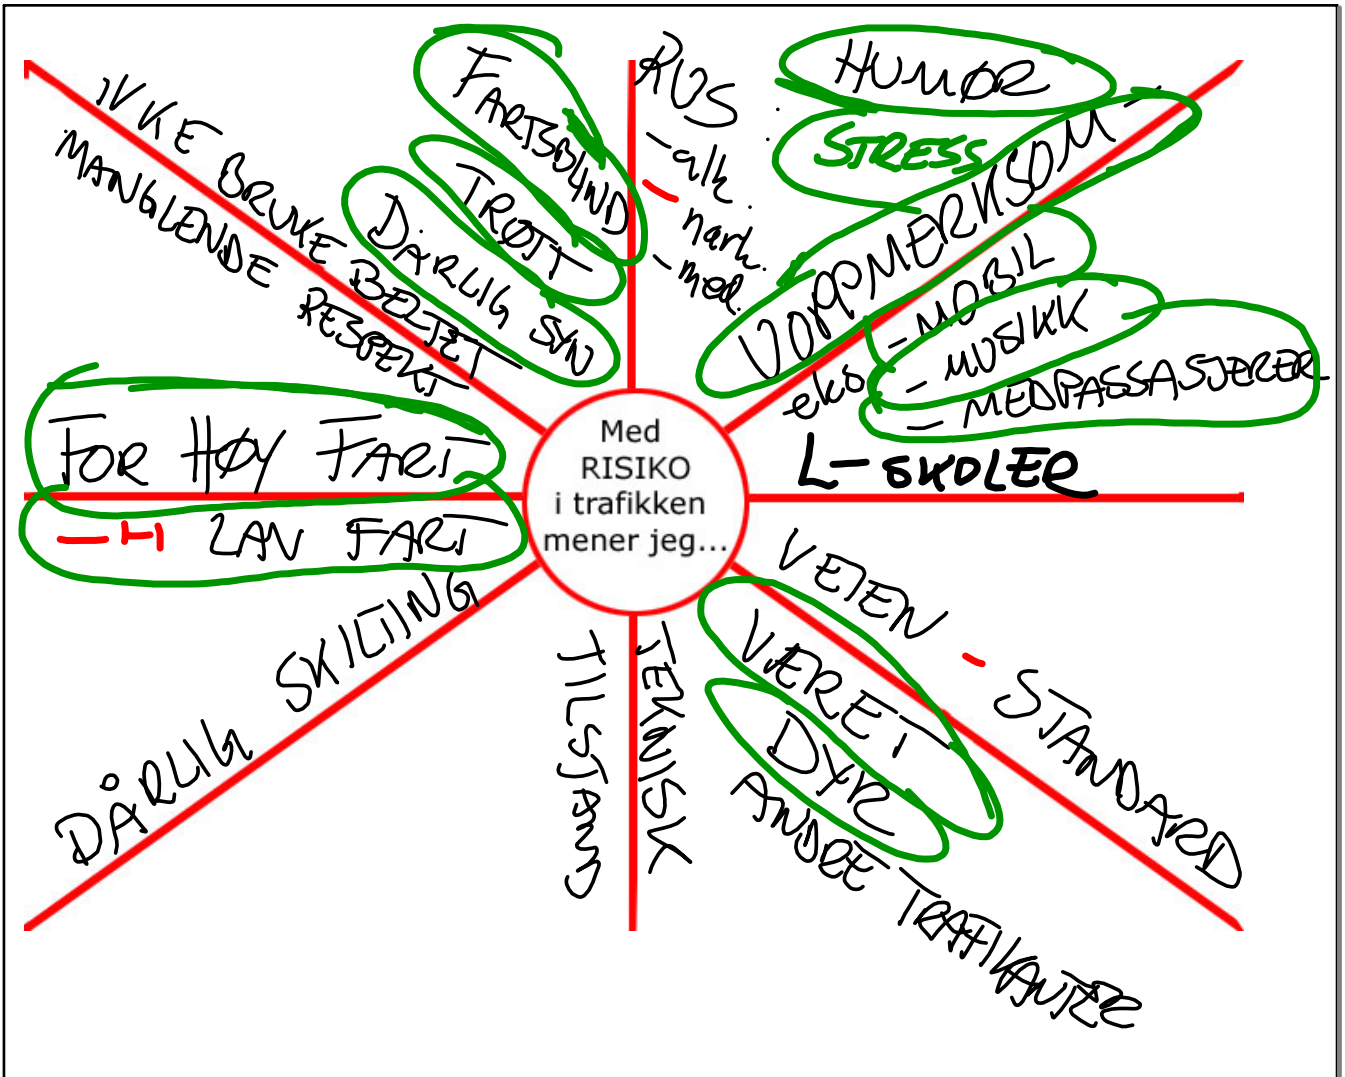 Med
RISIKO
i trafikken
mener jeg...
RUS
- alk.
- nark.
- med.
HUMØR
STRESS
UOPPMERKSOM -
eks
- MOBIL
- MUSIKK
- MEDPASSASJERER
L-SKOLER
VEIEN - STANDARD
VÆRET
DYR
ANDRE TRAFIKANTER
TEKNISK
TILSTAND
DÅRLIG SKILTING
FOR HØY FART
LAV FART
IKKE BRUKE BELTET
MANGLENDE RESPEKT
FARTSBLIND
TRØTT
DÅRLIG SYN